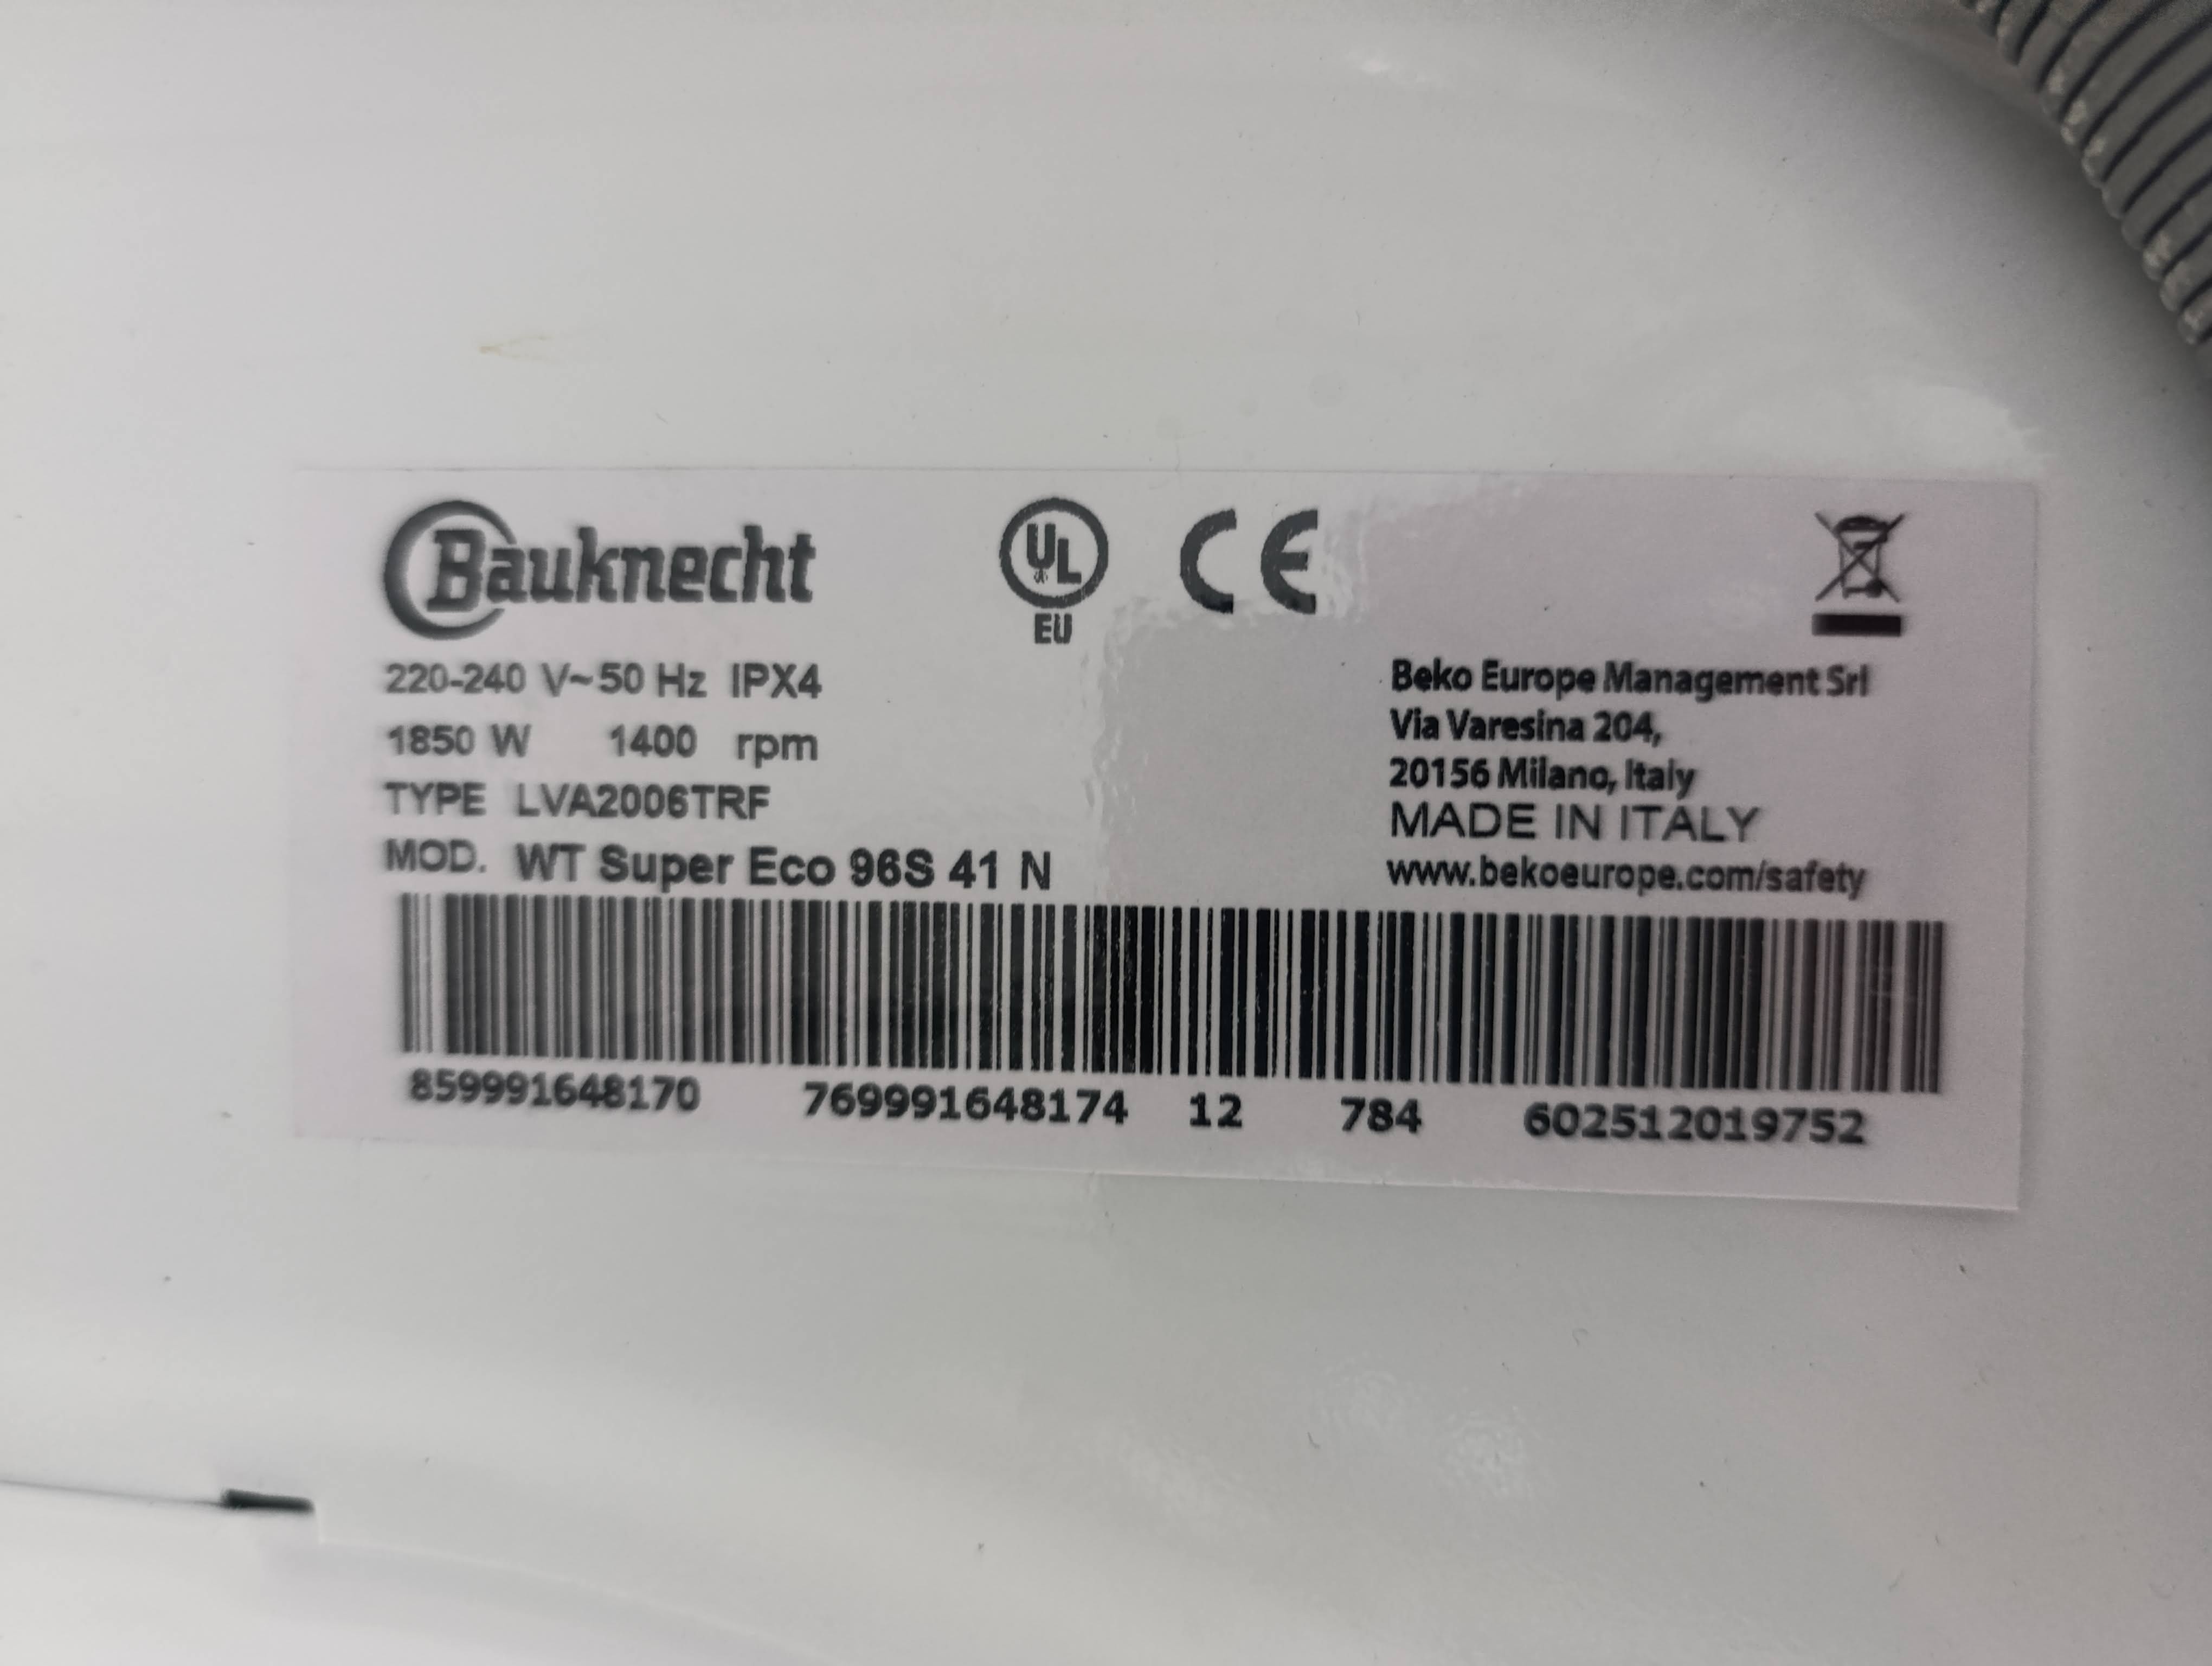 Bauknecht
UL
EU
CE
220-240 V~50 Hz IPX4
1850 W 1400 rpm
TYPE LVA2006TRF
MOD. WT Super Eco 96S 41 N
Beko Europe Management Srl
Via Varesina 204,
20156 Milano, Italy
MADE IN ITALY
www.bekoeurope.com/safety
859991648170 769991648174 12 784 602512019752